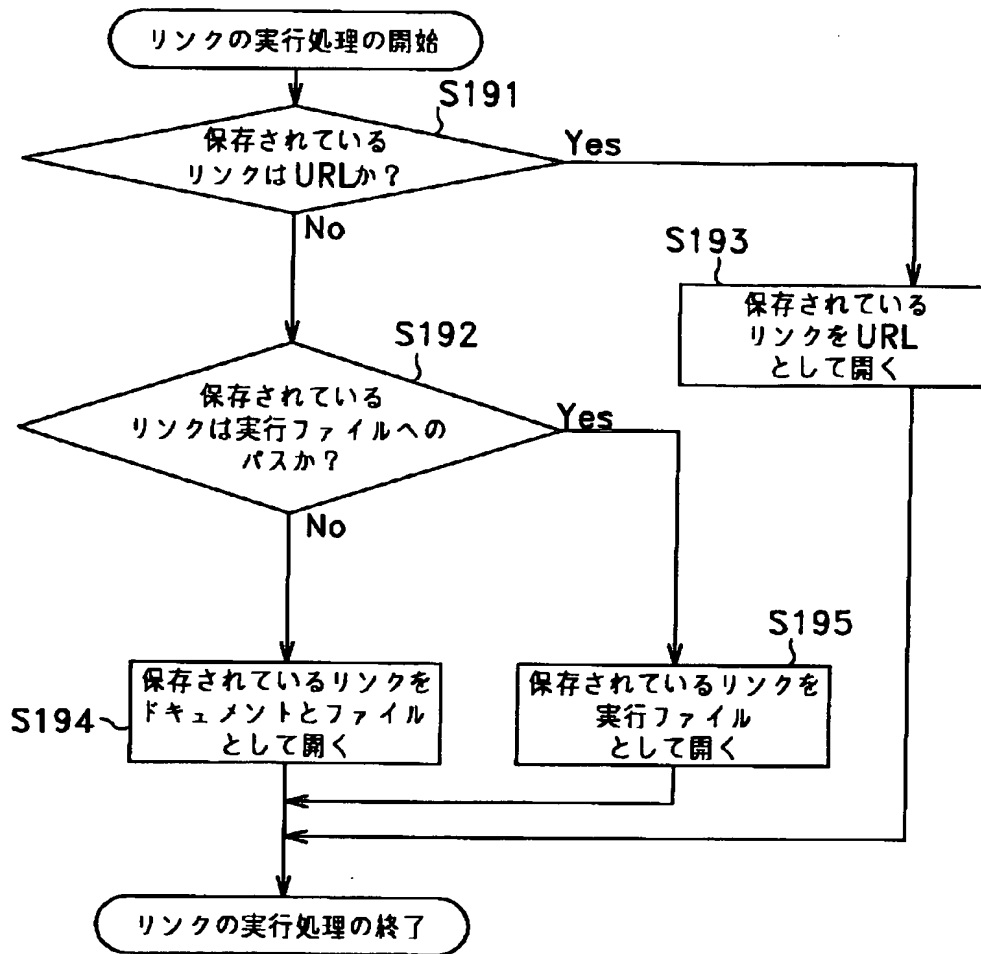 リンクの実行処理の開始
S191
保存されている
リンクはURLか?
Yes
No
S193
保存されている
リンクをURL
として開く
S192
保存されている
リンクは実行ファイルへの
パスか?
Yes
No
S195
S194
保存されているリンクを
ドキュメントとファイル
として開く
保存されているリンクを
実行ファイル
として開く
リンクの実行処理の終了